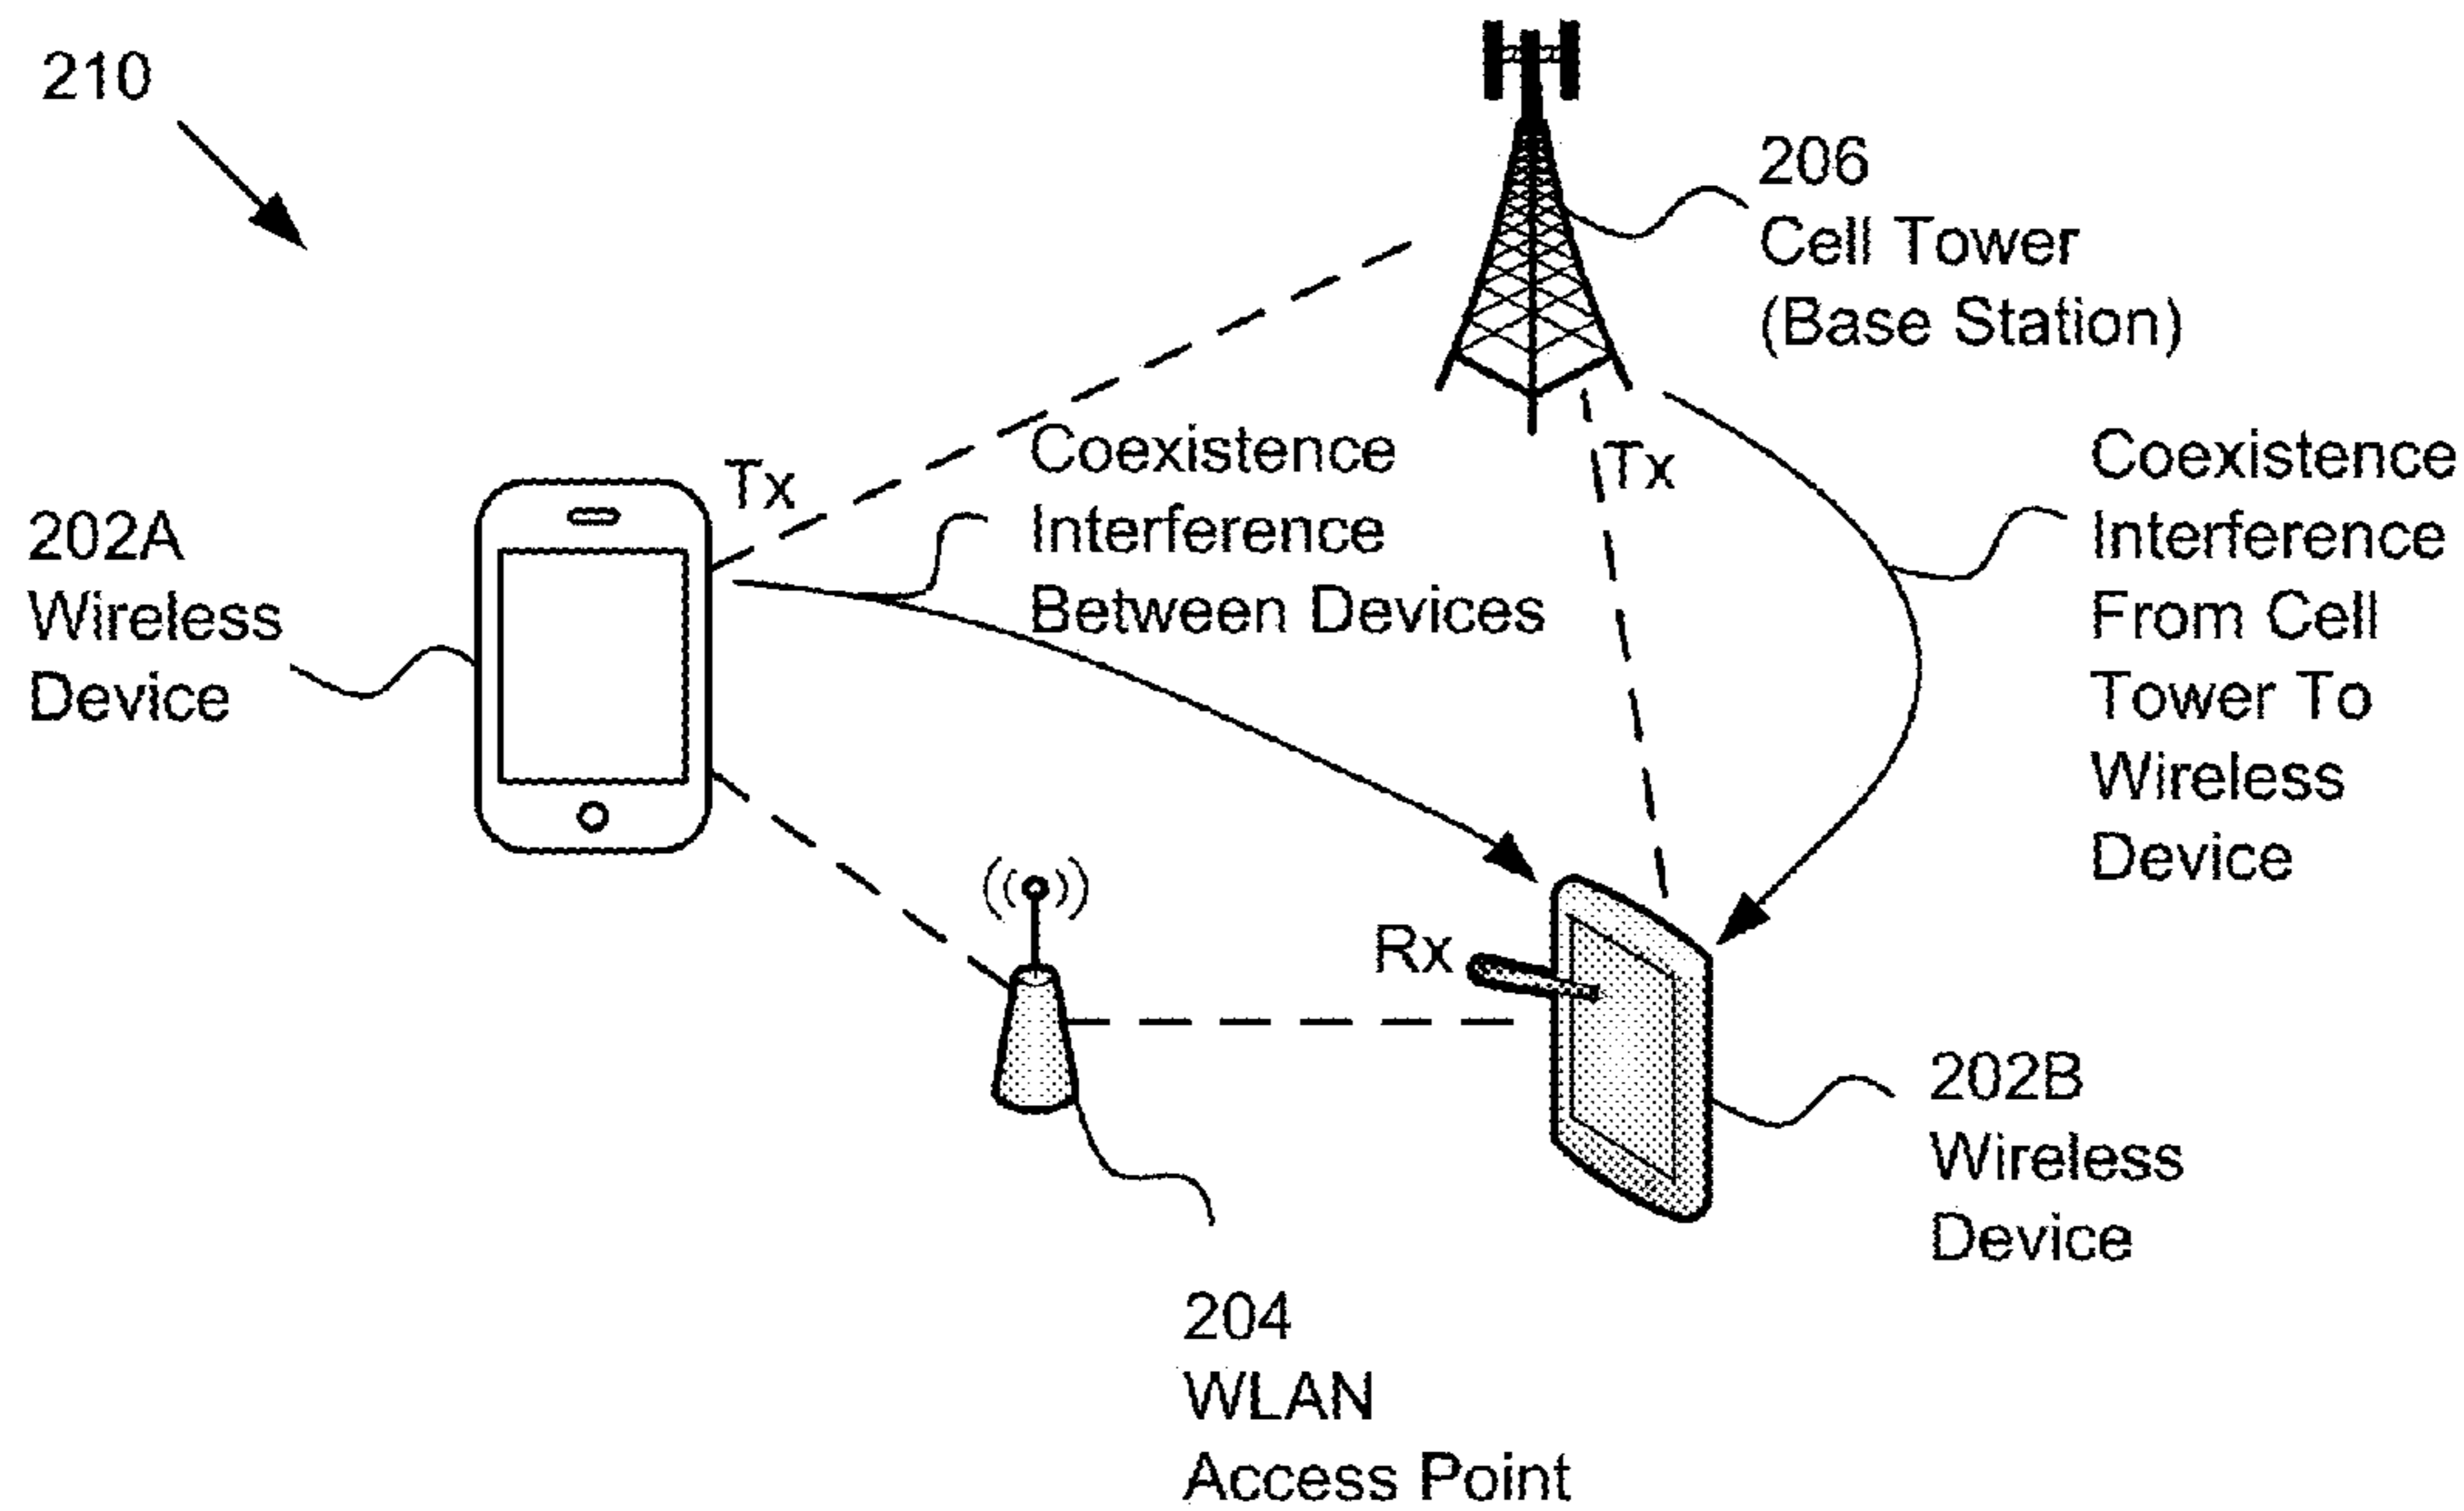 210
206
Cell Tower
(Base Station)
Tx
Coexistence
Interference
Between Devices
Tx
Coexistence
Interference
From Cell
Tower To
Wireless
Device
202A
Wireless
Device
Rx
202B
Wireless
Device
204
WLAN
Access Point